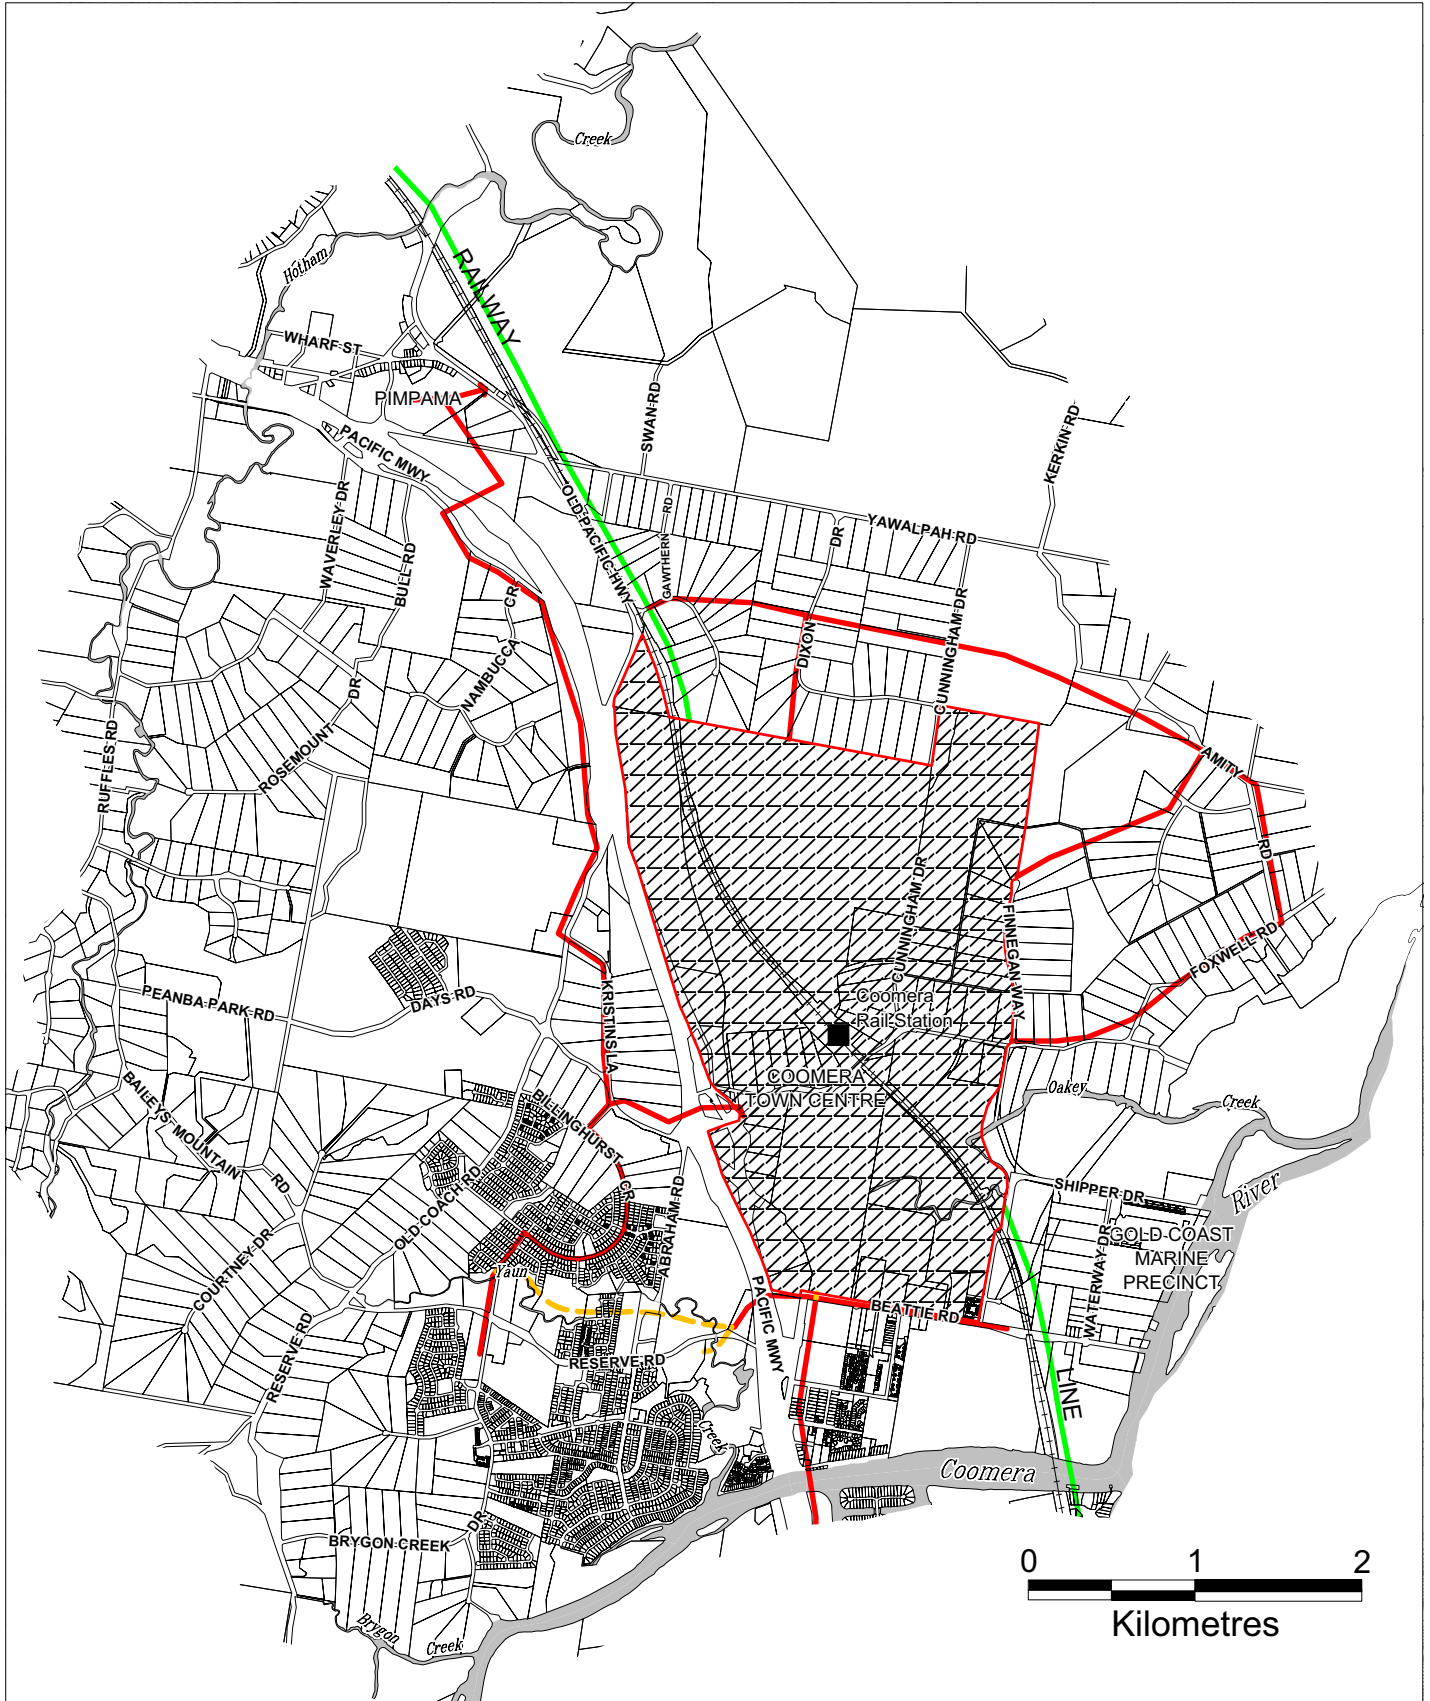 Creek
Hotham
RAILWAY
WHARF ST
PIMPAMA
PACIFIC MWY
SWAN RD
KERKIN RD
WAVERLEY DR
BULL RD
OLD PACIFIC HWY
GAWTHERN RD
YAWALPAH RD
DR
DIXON
CUNNINGHAM DR
NAMBUCCA CR
DR
ROSEMOUNT
RUFFLES RD
AMITY
RD
CUNNINGHAM DR
FINNEGAN WAY
FOXWELL RD
PEANBA PARK RD
DAYS RD
KRISTINS LA
Coomera
Rail Station
COOMERA
TOWN CENTRE
Oakey
Creek
BAILEYS MOUNTAIN
RD
BILLINGHURST
CR
OLD COACH RD
ABRAHAM RD
SHIPPER DR
River
COURTNEY DR
GOLD COAST
MARINE
PRECINCT
WATERWAY DR
Yaun
PACIFIC MWY
BEATTIE RD
RESERVE RD
RESERVE RD
LINE
Creek
Coomera
BRYGON CREEK
DR
Brygon
Creek
0 1 2
Kilometres